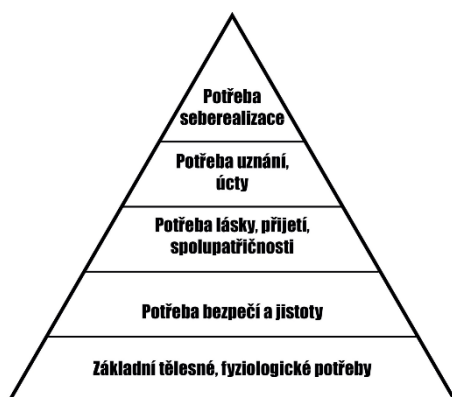 Potřeba
seberealizace
Potřeba uznání,
úcty
Potřeba lásky, přijetí,
spolupatřičnosti
Potřeba bezpečí a jistoty
Základní tělesné, fyziologické potřeby